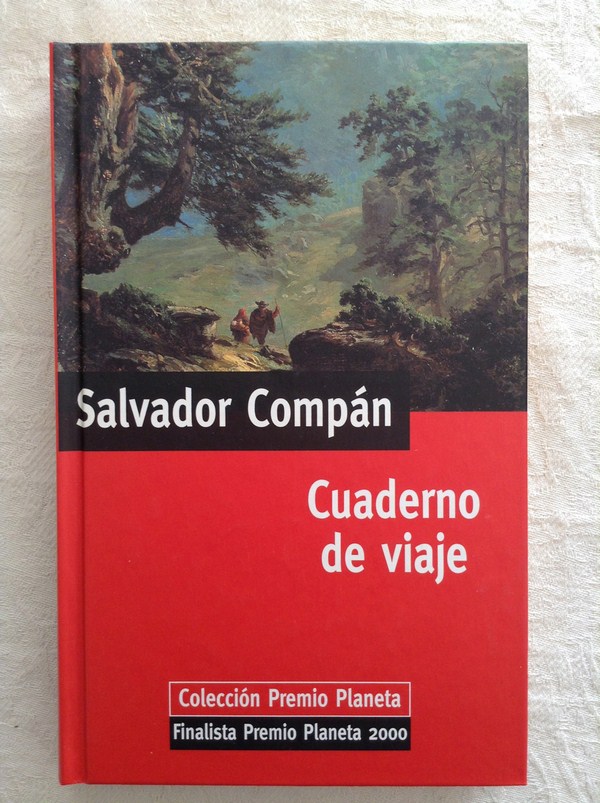 Salvador Compán
Cuaderno
de viaje
Colección Premio Planeta
Finalista Premio Planeta 2000